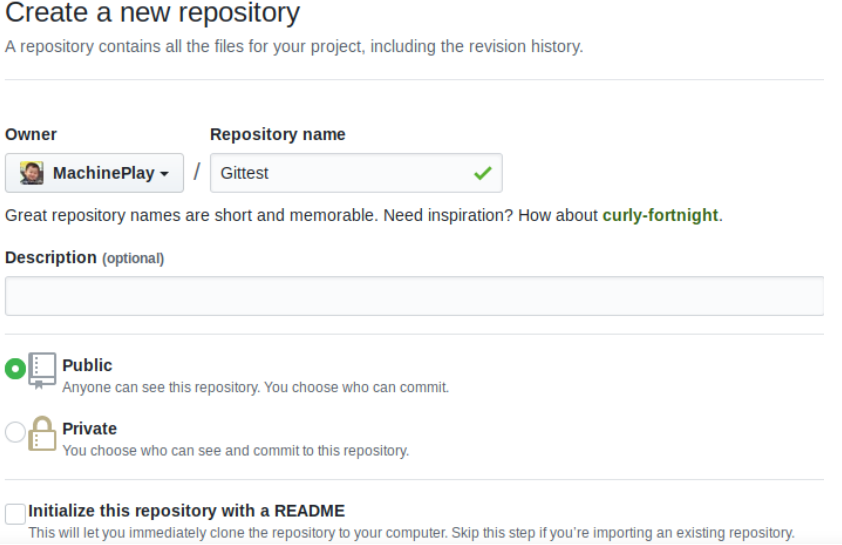 Create a new repository
A repository contains all the files for your project, including the revision history.
Owner
Repository name
MachinePlay
/
Gittest
Great repository names are short and memorable. Need inspiration? How about curly-fortnight.
Description (optional)
Public
Anyone can see this repository. You choose who can commit.
Private
You choose who can see and commit to this repository.
Initialize this repository with a README
This will let you immediately clone the repository to your computer. Skip this step if you’re importing an existing repository.